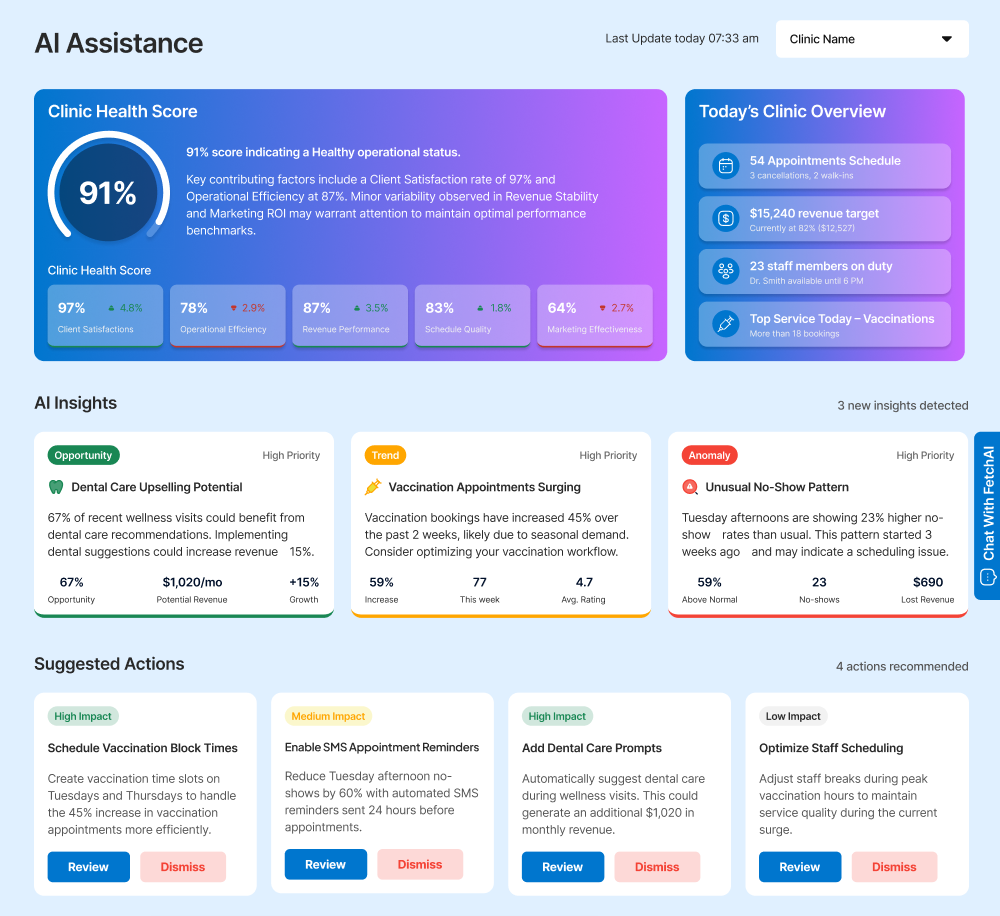 AI Assistance
Last Update today 07:33 am
Clinic Name
Clinic Health Score
91%
91% score indicating a Healthy operational status.
Key contributing factors include a Client Satisfaction rate of 97% and
Operational Efficiency at 87%. Minor variability observed in Revenue Stability
and Marketing ROI may warrant attention to maintain optimal performance
benchmarks.
Clinic Health Score
97% 4.8%
Client Satisfactions
78% 2.9%
Operational Efficiency
87% 3.5%
Revenue Performance
83% 1.8%
Schedule Quality
64% 2.7%
Marketing Effectiveness
Today's Clinic Overview
54 Appointments Schedule
3 cancellations, 2 walk-ins
$15,240 revenue target
Currently at 82% ($12,527)
23 staff members on duty
Dr. Smith available until 6 PM
Top Service Today – Vaccinations
More than 18 bookings
AI Insights
3 new insights detected
Opportunity
High Priority
Dental Care Upselling Potential
67% of recent wellness visits could benefit from
dental care recommendations. Implementing
dental suggestions could increase revenue 15%.
67% $1,020/mo +15%
Opportunity Potential Revenue Growth
Trend
High Priority
Vaccination Appointments Surging
Vaccination bookings have increased 45% over
the past 2 weeks, likely due to seasonal demand.
Consider optimizing your vaccination workflow.
59% 77 4.7
Increase This week Avg. Rating
Anomaly
High Priority
Unusual No-Show Pattern
Tuesday afternoons are showing 23% higher no-
show rates than usual. This pattern started 3
weeks ago and may indicate a scheduling issue.
59% 23 $690
Above Normal No-shows Lost Revenue
Chat With FetchAI
Suggested Actions
4 actions recommended
High Impact
Schedule Vaccination Block Times
Create vaccination time slots on
Tuesdays and Thursdays to handle
the 45% increase in vaccination
appointments more efficiently.
Review Dismiss
Medium Impact
Enable SMS Appointment Reminders
Reduce Tuesday afternoon no-
shows by 60% with automated SMS
reminders sent 24 hours before
appointments.
Review Dismiss
High Impact
Add Dental Care Prompts
Automatically suggest dental care
during wellness visits. This could
generate an additional $1,020 in
monthly revenue.
Review Dismiss
Low Impact
Optimize Staff Scheduling
Adjust staff breaks during peak
vaccination hours to maintain
service quality during the current
surge.
Review Dismiss